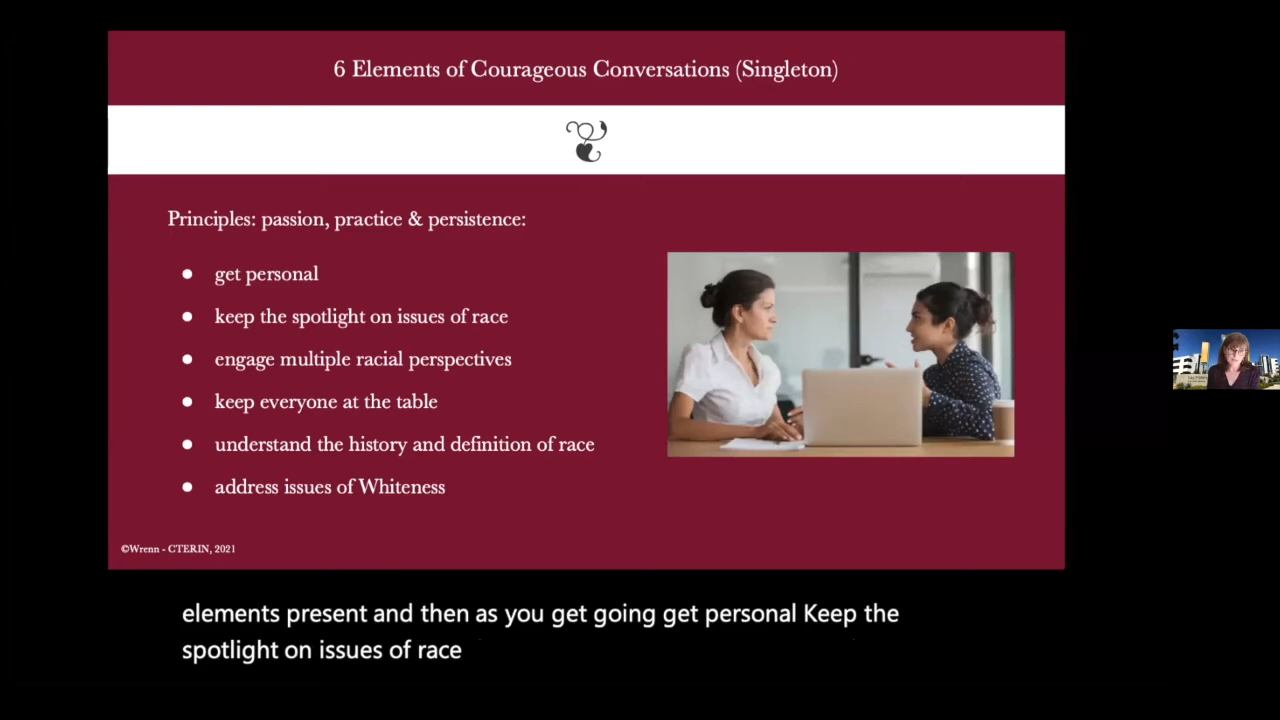 6 Elements of Courageous Conversations (Singleton)
Principles: passion, practice & persistence:
● get personal
● keep the spotlight on issues of race
● engage multiple racial perspectives
● keep everyone at the table
● understand the history and definition of race
● address issues of Whiteness
©Wrenn - CTERIN, 2021
elements present and then as you get going get personal Keep the
spotlight on issues of race